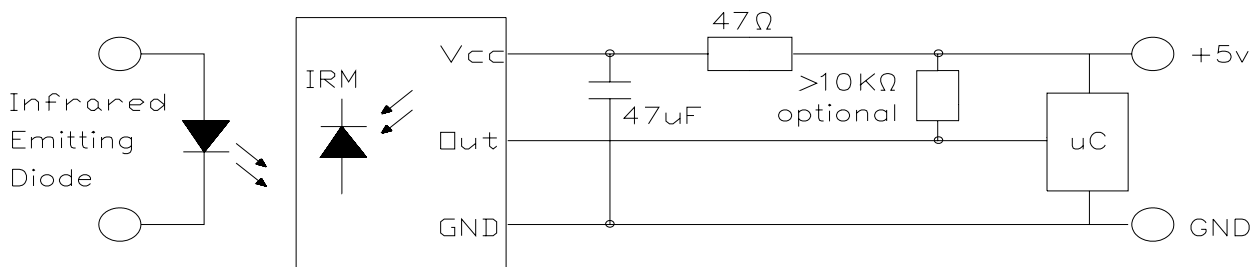 47Ω
Vcc
+5v
IRM
>10KΩ
optional
Infrared
Emitting
Diode
47uF
Out
uC
GND
GND